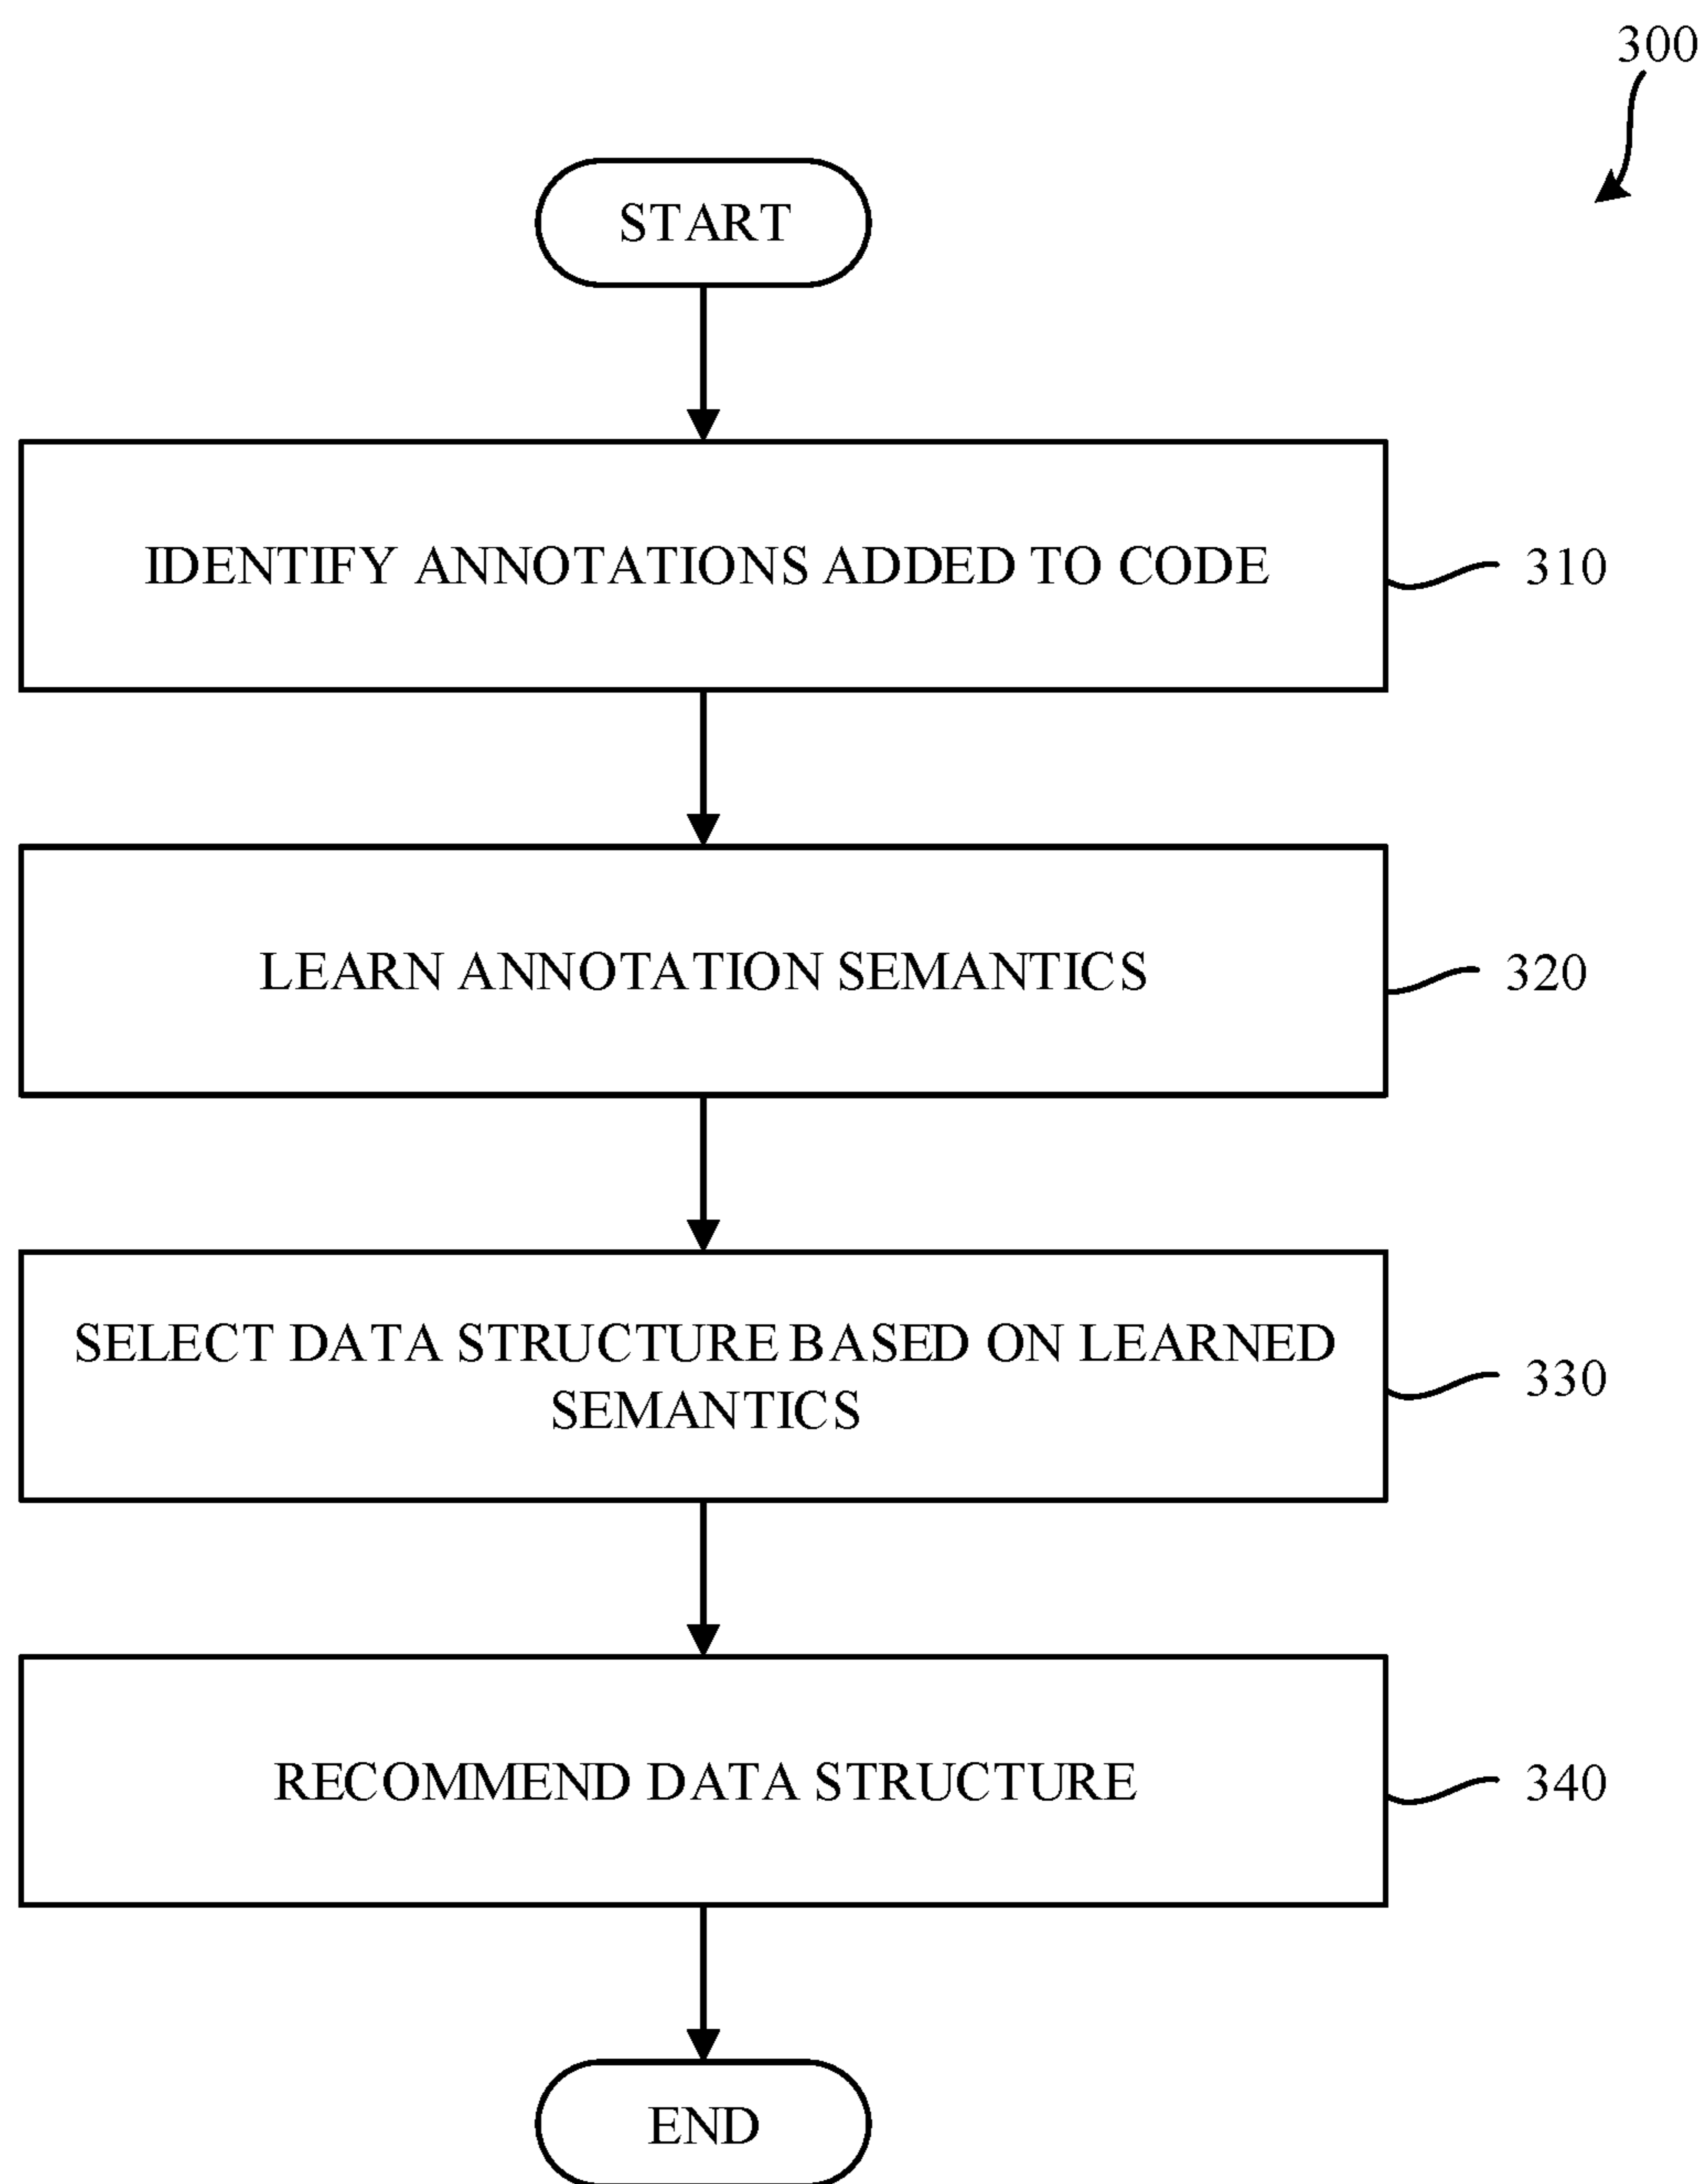 300
START
IDENTIFY ANNOTATIONS ADDED TO CODE
310
LEARN ANNOTATION SEMANTICS
320
SELECT DATA STRUCTURE BASED ON LEARNED
SEMANTICS
330
RECOMMEND DATA STRUCTURE
340
END